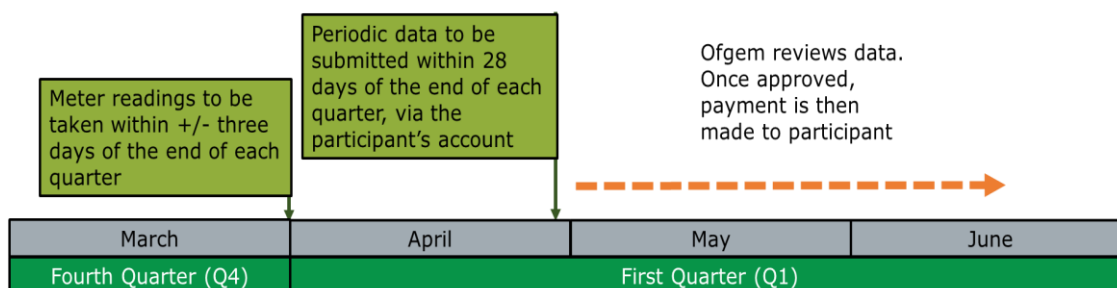 Meter readings to be
taken within +/- three
days of the end of each
quarter
Periodic data to be
submitted within 28
days of the end of each
quarter, via the
participant's account
Ofgem reviews data.
Once approved,
payment is then
made to participant
March
April
May
June
Fourth Quarter (Q4)
First Quarter (Q1)